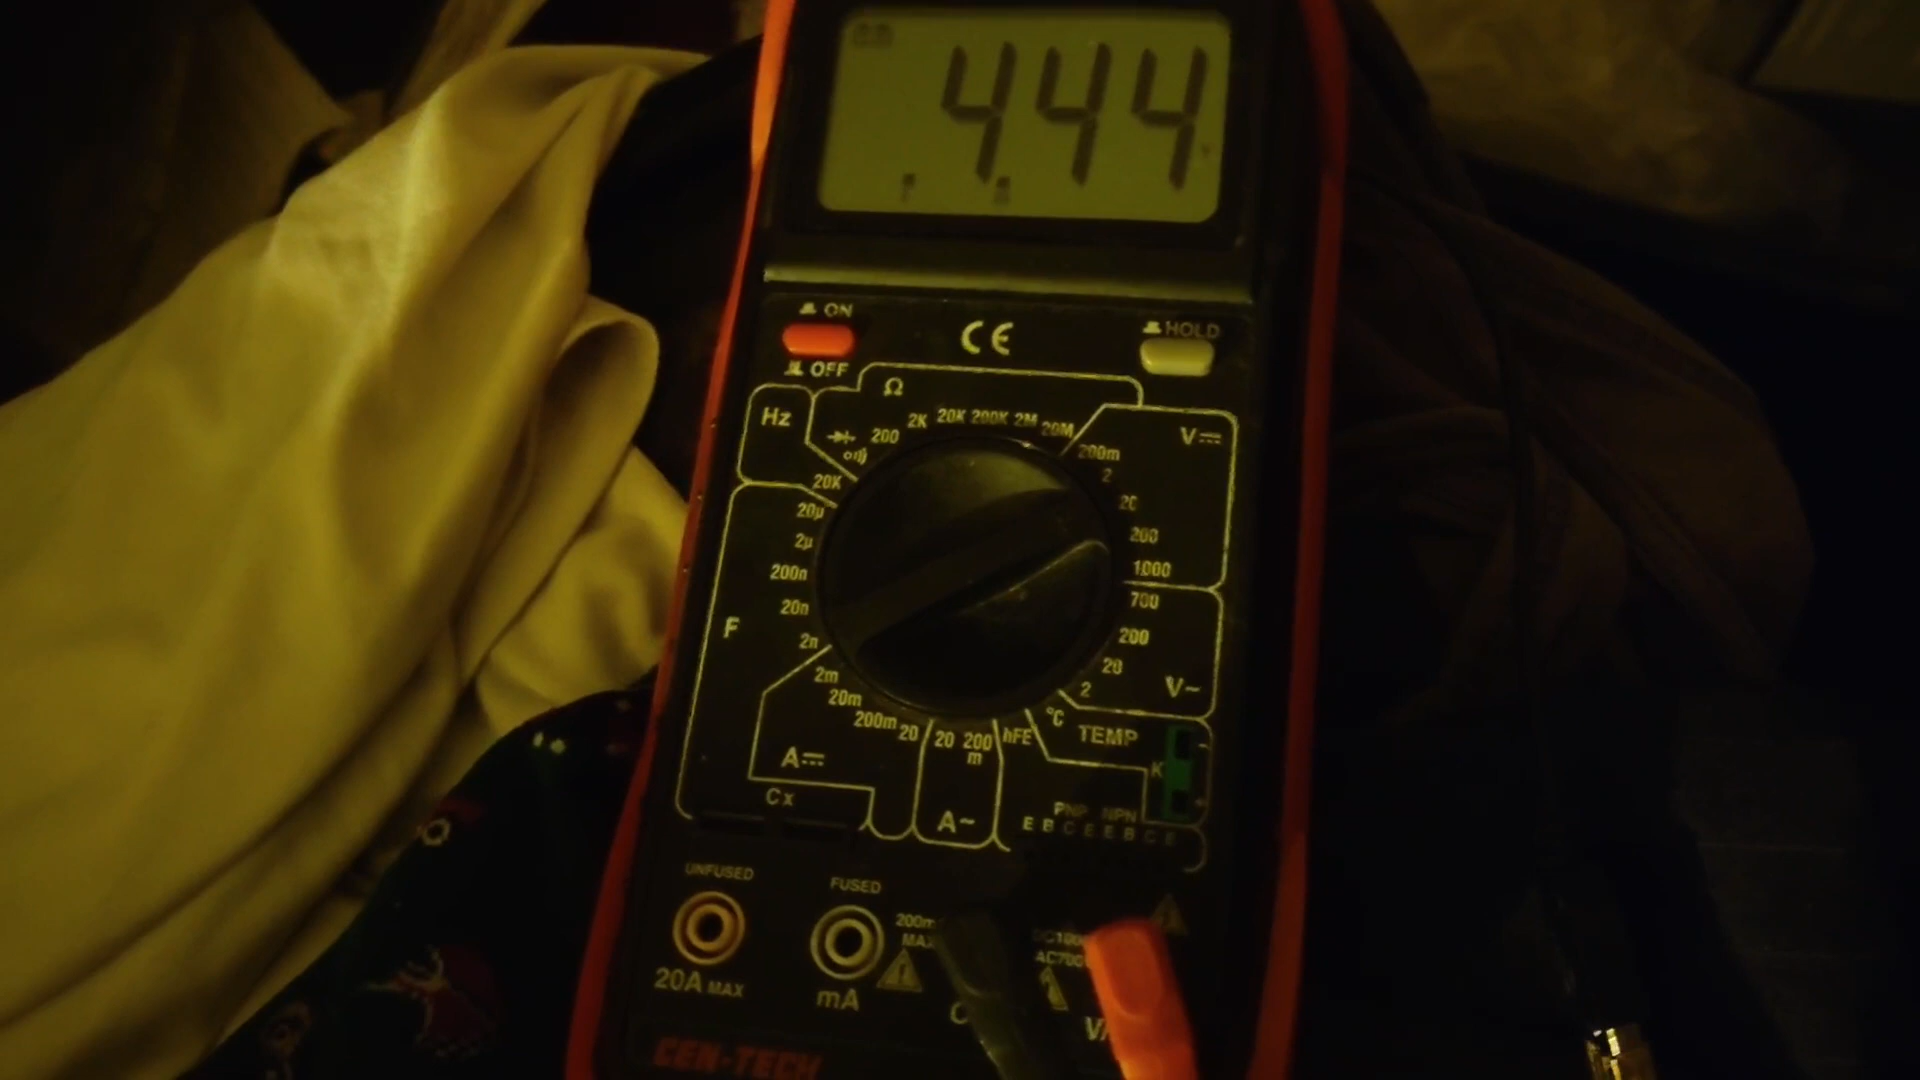 4.44
ON
CE
HOLD
OFF
Ω
Hz
200
2K
20K
200K
2M
20M
V
200m
2
20
200
1000
20K
20µ
2µ
200n
20n
2n
F
700
200
20
2
V~
2m
20m
200m
20
A
20
200
m
A~
hFE
°C
TEMP
K
Cx
PNP NPN
E B C E E B C E
UNFUSED
FUSED
20A MAX
mA
200m
MAX
CEN-TECH